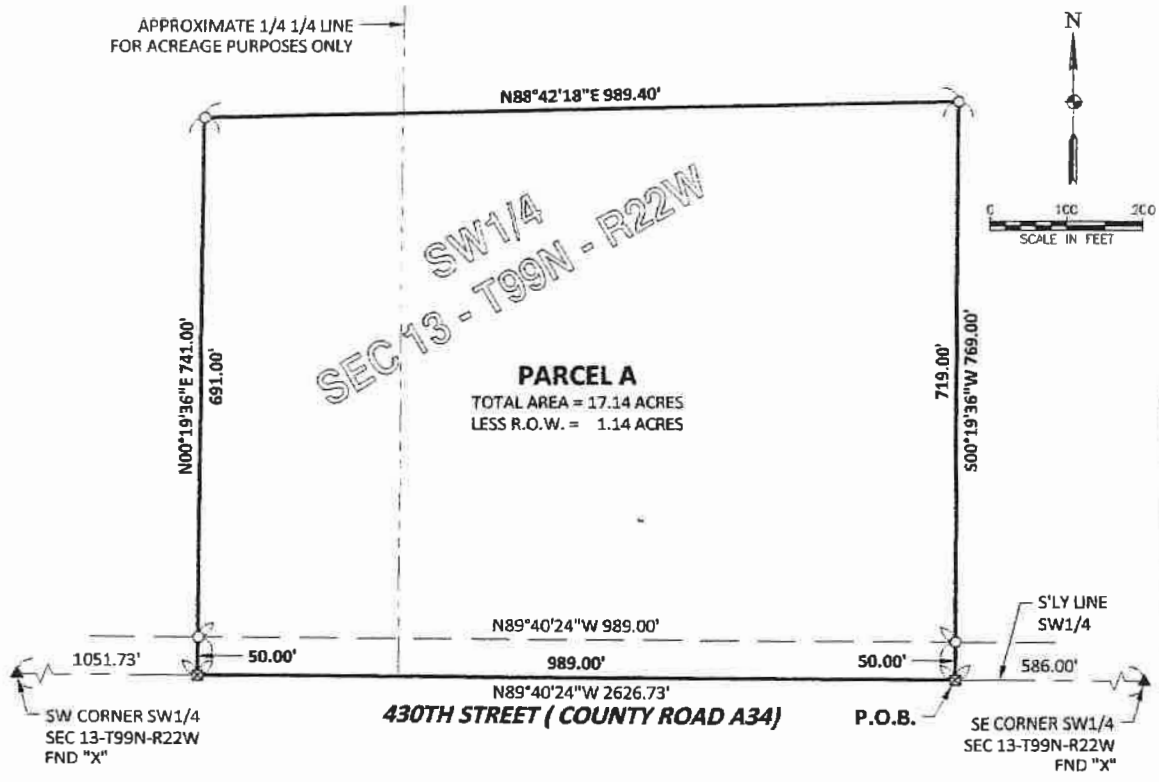 APPROXIMATE 1/4 1/4 LINE
FOR ACREAGE PURPOSES ONLY
N
N88°42'18"E 989.40'
0 100 200
SCALE IN FEET
SW1/4
SEC 13 - T99N - R22W
N00°19'36"E 741.00'
691.00'
719.00'
S00°19'36"W 769.00'
PARCEL A
TOTAL AREA = 17.14 ACRES
LESS R.O.W. = 1.14 ACRES
S'LY LINE
SW1/4
N89°40'24"W 989.00'
1051.73'
50.00'
989.00'
50.00'
586.00'
N89°40'24"W 2626.73'
430TH STREET ( COUNTY ROAD A34)
P.O.B.
SW CORNER SW1/4
SEC 13-T99N-R22W
FND "X"
SE CORNER SW1/4
SEC 13-T99N-R22W
FND "X"